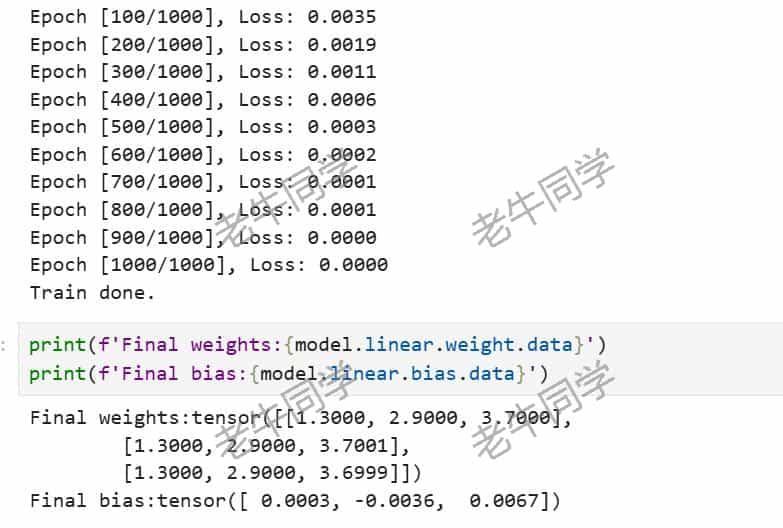 Epoch [100/1000], Loss: 0.0035
Epoch [200/1000], Loss: 0.0019
Epoch [300/1000], Loss: 0.0011
Epoch [400/1000], Loss: 0.0006
Epoch [500/1000], Loss: 0.0003
Epoch [600/1000], Loss: 0.0002
Epoch [700/1000], Loss: 0.0001
Epoch [800/1000], Loss: 0.0001
Epoch [900/1000], Loss: 0.0000
Epoch [1000/1000], Loss: 0.0000
Train done.
老牛同学 老牛同学
:
print(f'Final weights:{model.linear.weight.data}')
print(f'Final bias:{model.linear.bias.data}')
老牛同学 老牛同学
Final weights:tensor([[1.3000, 2.9000, 3.7000],
[1.3000, 2.9000, 3.7001],
[1.3000, 2.9000, 3.6999]])
Final bias:tensor([ 0.0003, -0.0036,  0.0067])